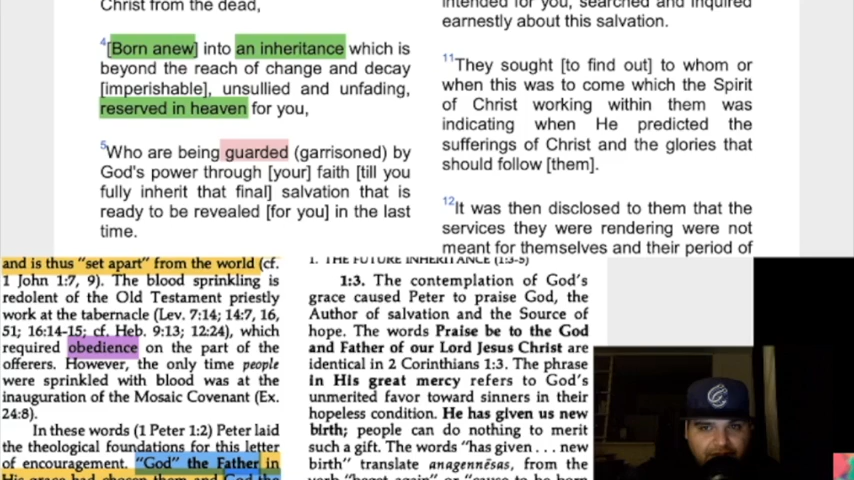 Christ from the dead,
4[Born anew] into an inheritance which is
beyond the reach of change and decay
[imperishable], unsullied and unfading,
reserved in heaven for you,
5Who are being guarded (garrisoned) by
God's power through [your] faith [till you
fully inherit that final] salvation that is
ready to be revealed [for you] in the last
time.
intended for you, searched and inquired
earnestly about this salvation.
11They sought [to find out] to whom or
when this was to come which the Spirit
of Christ working within them was
indicating when He predicted the
sufferings of Christ and the glories that
should follow [them].
12It was then disclosed to them that the
services they were rendering were not
meant for themselves and their period of
and is thus "set apart" from the world (cf.
1 John 1:7, 9). The blood sprinkling is
redolent of the Old Testament priestly
work at the tabernacle (Lev. 7:14; 14:7, 16,
51; 16:14-15; cf. Heb. 9:13; 12:24), which
required obedience on the part of the
offerers. However, the only time people
were sprinkled with blood was at the
inauguration of the Mosaic Covenant (Ex.
24:8).
In these words (1 Peter 1:2) Peter laid
the theological foundations for this letter
of encouragement. "God" the Father in
His grace had chosen them and God the
1. THE FUTURE INHERITANCE (1:3-5)
1:3. The contemplation of God's
grace caused Peter to praise God, the
Author of salvation and the Source of
hope. The words Praise be to the God
and Father of our Lord Jesus Christ are
identical in 2 Corinthians 1:3. The phrase
in His great mercy refers to God's
unmerited favor toward sinners in their
hopeless condition. He has given us new
birth; people can do nothing to merit
such a gift. The words "has given . . . new
birth" translate anagennēsas, from the
verb "beget again" or "cause to be born